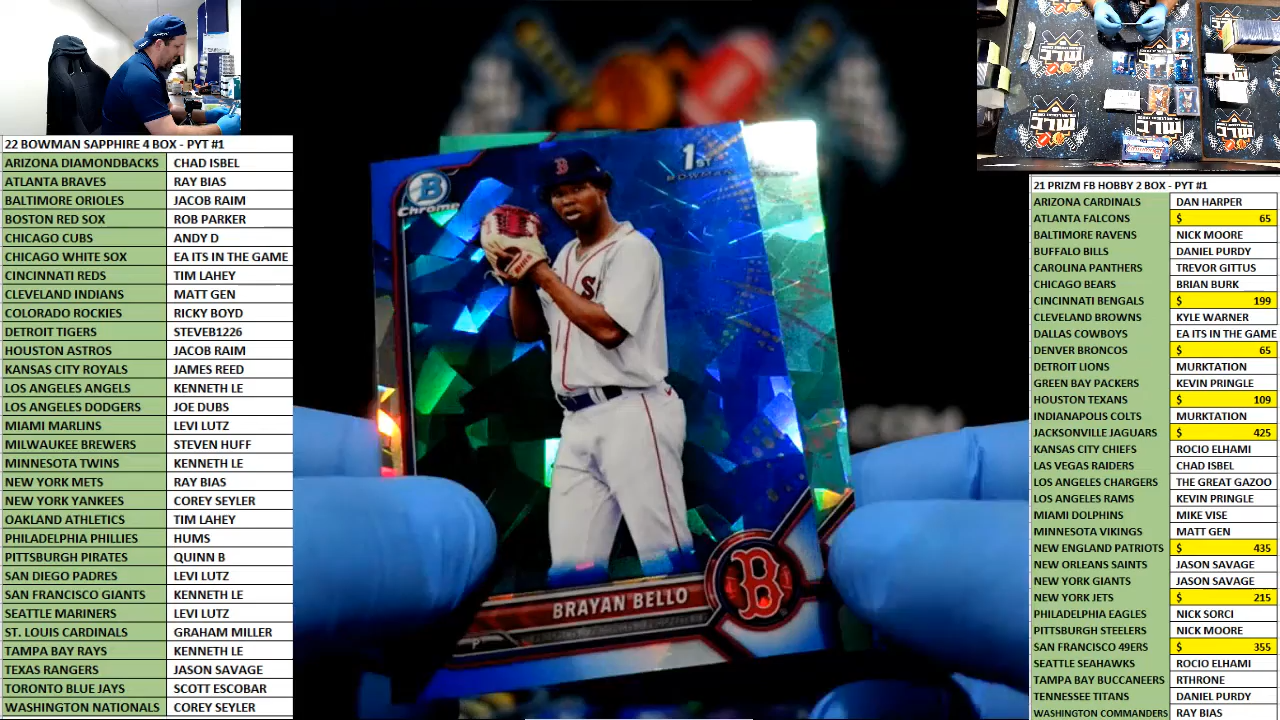 22 BOWMAN SAPPHIRE 4 BOX - PYT #1
ARIZONA DIAMONDBACKS CHAD ISBEL
ATLANTA BRAVES RAY BIAS
BALTIMORE ORIOLES JACOB RAIM
BOSTON RED SOX ROB PARKER
CHICAGO CUBS ANDY D
CHICAGO WHITE SOX EA ITS IN THE GAME
CINCINNATI REDS TIM LAHEY
CLEVELAND INDIANS MATT GEN
COLORADO ROCKIES RICKY BOYD
DETROIT TIGERS STEVEB1226
HOUSTON ASTROS JACOB RAIM
KANSAS CITY ROYALS JAMES REED
LOS ANGELES ANGELS KENNETH LE
LOS ANGELES DODGERS JOE DUBS
MIAMI MARLINS LEVI LUTZ
MILWAUKEE BREWERS STEVEN HUFF
MINNESOTA TWINS KENNETH LE
NEW YORK METS RAY BIAS
NEW YORK YANKEES COREY SEYLER
OAKLAND ATHLETICS TIM LAHEY
PHILADELPHIA PHILLIES HUMS
PITTSBURGH PIRATES QUINN B
SAN DIEGO PADRES LEVI LUTZ
SAN FRANCISCO GIANTS KENNETH LE
SEATTLE MARINERS LEVI LUTZ
ST. LOUIS CARDINALS GRAHAM MILLER
TAMPA BAY RAYS KENNETH LE
TEXAS RANGERS JASON SAVAGE
TORONTO BLUE JAYS SCOTT ESCOBAR
WASHINGTON NATIONALS COREY SEYLER
B
Chrome
1ST
BOWMAN
B
S
BRAYAN BELLO
P
B
21 PRIZM FB HOBBY 2 BOX - PYT #1
ARIZONA CARDINALS DAN HARPER
ATLANTA FALCONS $ 65
BALTIMORE RAVENS NICK MOORE
BUFFALO BILLS DANIEL PURDY
CAROLINA PANTHERS TREVOR GITTUS
CHICAGO BEARS BRIAN BURK
CINCINNATI BENGALS $ 199
CLEVELAND BROWNS KYLE WARNER
DALLAS COWBOYS EA ITS IN THE GAME
DENVER BRONCOS $ 65
DETROIT LIONS MURKTATION
GREEN BAY PACKERS KEVIN PRINGLE
HOUSTON TEXANS $ 109
INDIANAPOLIS COLTS MURKTATION
JACKSONVILLE JAGUARS $ 425
KANSAS CITY CHIEFS ROCIO ELHAMI
LAS VEGAS RAIDERS CHAD ISBEL
LOS ANGELES CHARGERS THE GREAT GAZOO
LOS ANGELES RAMS KEVIN PRINGLE
MIAMI DOLPHINS MIKE VISE
MINNESOTA VIKINGS MATT GEN
NEW ENGLAND PATRIOTS $ 435
NEW ORLEANS SAINTS JASON SAVAGE
NEW YORK GIANTS JASON SAVAGE
NEW YORK JETS $ 215
PHILADELPHIA EAGLES NICK SORCI
PITTSBURGH STEELERS NICK MOORE
SAN FRANCISCO 49ERS $ 355
SEATTLE SEAHAWKS ROCIO ELHAMI
TAMPA BAY BUCCANEERS RTHRONE
TENNESSEE TITANS DANIEL PURDY
WASHINGTON COMMANDERS RAY BIAS